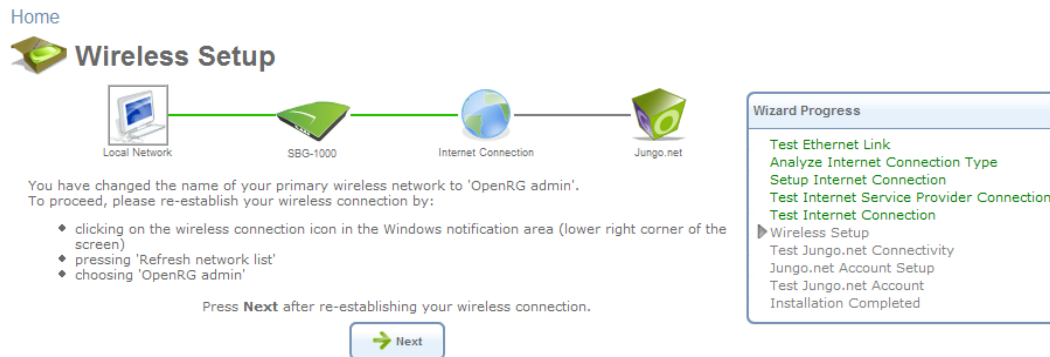 Home
Wireless Setup
Local Network
SBG-1000
Internet Connection
Jungo.net
You have changed the name of your primary wireless network to 'OpenRG admin'.
To proceed, please re-establish your wireless connection by:
clicking on the wireless connection icon in the Windows notification area (lower right corner of the
screen)
pressing 'Refresh network list'
choosing 'OpenRG admin'
Press Next after re-establishing your wireless connection.
Next
Wizard Progress
Test Ethernet Link
Analyze Internet Connection Type
Setup Internet Connection
Test Internet Service Provider Connection
Test Internet Connection
Wireless Setup
Test Jungo.net Connectivity
Jungo.net Account Setup
Test Jungo.net Account
Installation Completed